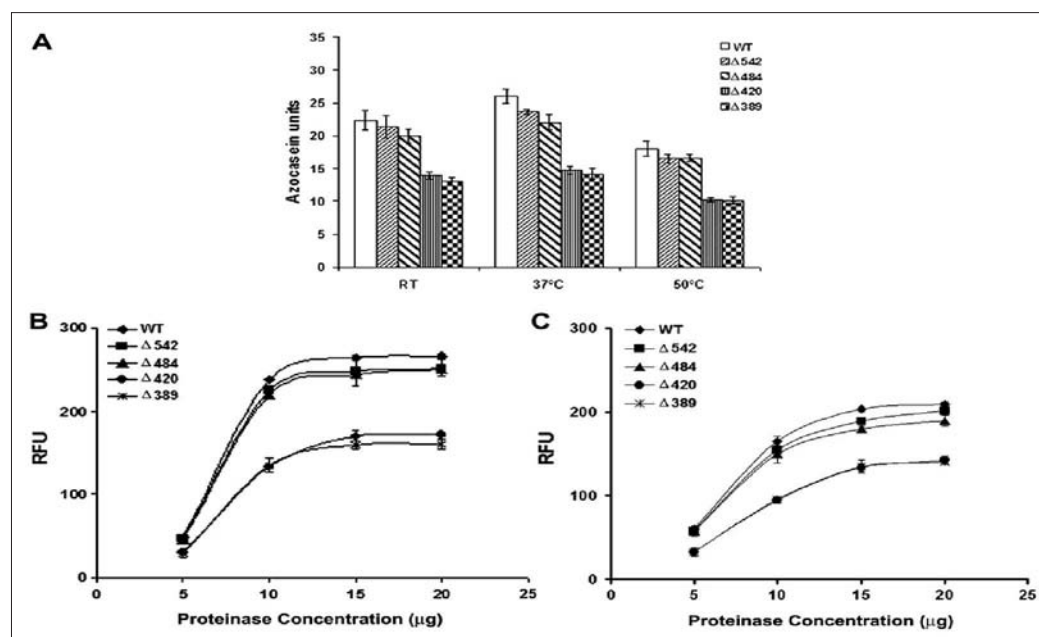 A
35
30
25
20
15
10
5
0
Azocasein units
WT
Δ542
Δ484
Δ420
Δ389
RT
37°C
50°C
B
300
200
100
0
RFU
WT
Δ 542
Δ 484
Δ 420
Δ 389
0
5
10
15
20
Proteinase Concentration (µg)
C
300
200
100
0
RFU
WT
Δ 542
Δ 484
Δ 420
Δ 389
0
5
10
15
20
Proteinase Concentration (µg)